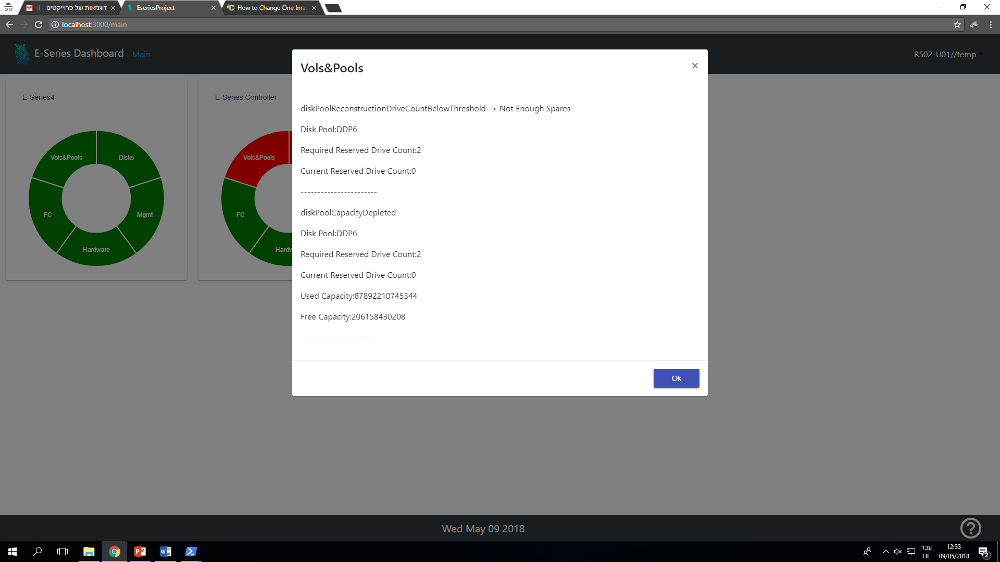 דוגמאות של פרוייקטים - il
EseriesProject
How to Change One Ima
localhost:3000/main
E-Series Dashboard
Main
R502-U01//temp
E-Series4
Vols&Pools
Disks
FC
Mgmt
Hardware
E-Series Controller
Vols&Pools
FC
Hardw
Vols&Pools
×
diskPoolReconstructionDriveCountBelowThreshold -> Not Enough Spares
Disk Pool:DDP6
Required Reserved Drive Count:2
Current Reserved Drive Count:0
-----------------------
diskPoolCapacityDepleted
Disk Pool:DDP6
Required Reserved Drive Count:2
Current Reserved Drive Count:0
Used Capacity:87892210745344
Free Capacity:206158430208
-----------------------
Ok
Wed May 09 2018
?
עבר
HE
12:33
09/05/2018
2